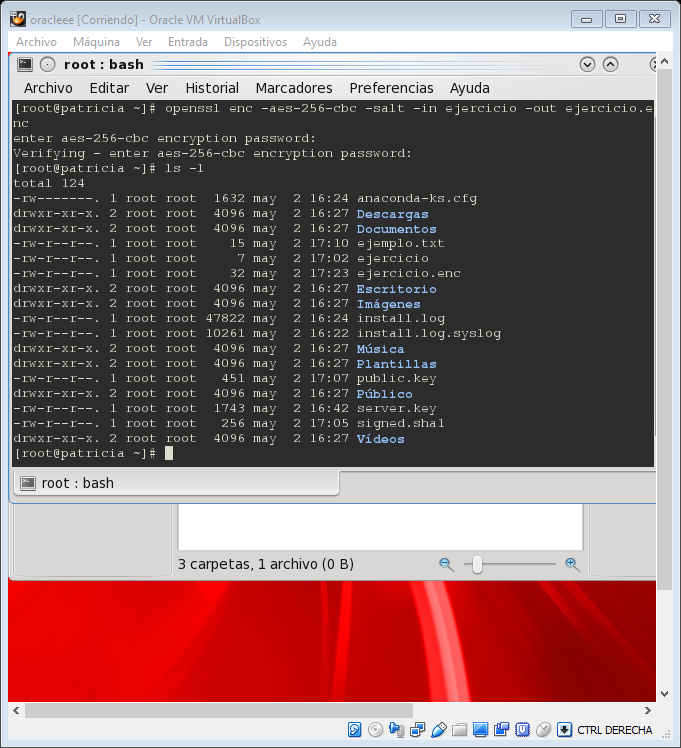 oracleee [Corriendo] - Oracle VM VirtualBox
Archivo Máquina Ver Entrada Dispositivos Ayuda
root : bash
Archivo Editar Ver Historial Marcadores Preferencias Ayuda
[root@patricia ~]# openssl enc -aes-256-cbc -salt -in ejercicio -out ejercicio.e
nc
enter aes-256-cbc encryption password:
Verifying - enter aes-256-cbc encryption password:
[root@patricia ~]# ls -l
total 124
-rw-------. 1 root root 1632 may 2 16:24 anaconda-ks.cfg
drwxr-xr-x. 2 root root 4096 may 2 16:27 Descargas
drwxr-xr-x. 2 root root 4096 may 2 16:27 Documentos
-rw-r--r--. 1 root root 15 may 2 17:10 ejemplo.txt
-rw-r--r--. 1 root root 7 may 2 17:02 ejercicio
-rw-r--r--. 1 root root 32 may 2 17:23 ejercicio.enc
drwxr-xr-x. 2 root root 4096 may 2 16:27 Escritorio
drwxr-xr-x. 2 root root 4096 may 2 16:27 Imágenes
-rw-r--r--. 1 root root 47822 may 2 16:24 install.log
-rw-r--r--. 1 root root 10261 may 2 16:22 install.log.syslog
drwxr-xr-x. 2 root root 4096 may 2 16:27 Música
drwxr-xr-x. 2 root root 4096 may 2 16:27 Plantillas
-rw-r--r--. 1 root root 451 may 2 17:07 public.key
drwxr-xr-x. 2 root root 4096 may 2 16:27 Público
-rw-r--r--. 1 root root 1743 may 2 16:42 server.key
-rw-r--r--. 1 root root 256 may 2 17:05 signed.sha1
drwxr-xr-x. 2 root root 4096 may 2 16:27 Vídeos
[root@patricia ~]#
root : bash
3 carpetas, 1 archivo (0 B)
CTRL DERECHA